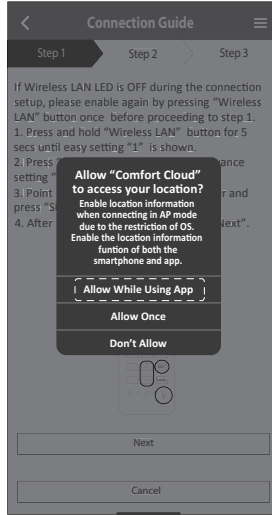 Connection Guide
Step 1
Step 2
Step 3
If Wireless LAN LED is OFF during the connection
setup, please enable again by pressing "Wireless
LAN" button once before proceeding to step 1.
1. Press and hold "Wireless LAN" button for 5
secs until easy setting "1" is shown.
2. Press
setting "
3. Point and
press
4. After Next".
Allow "Comfort Cloud"
to access your location?
Enable location information
when connecting in AP mode
due to the restriction of OS.
Enable the location information
funtion of both the
smartphone and app.
Allow While Using App
Allow Once
Don't Allow
Next
Cancel